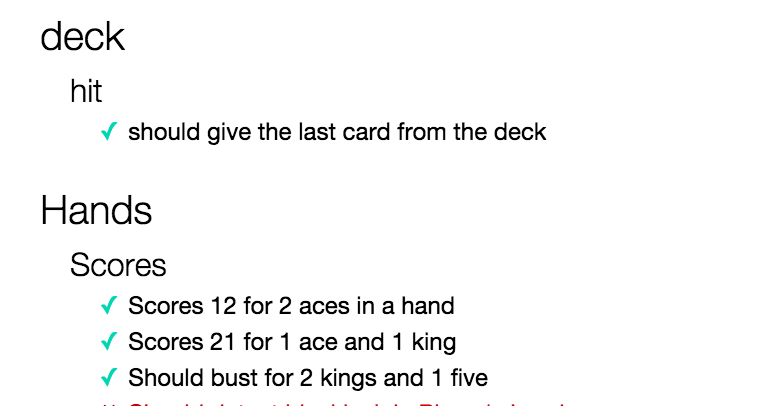 deck
hit
✓ should give the last card from the deck
Hands
Scores
✓ Scores 12 for 2 aces in a hand
✓ Scores 21 for 1 ace and 1 king
✓ Should bust for 2 kings and 1 five